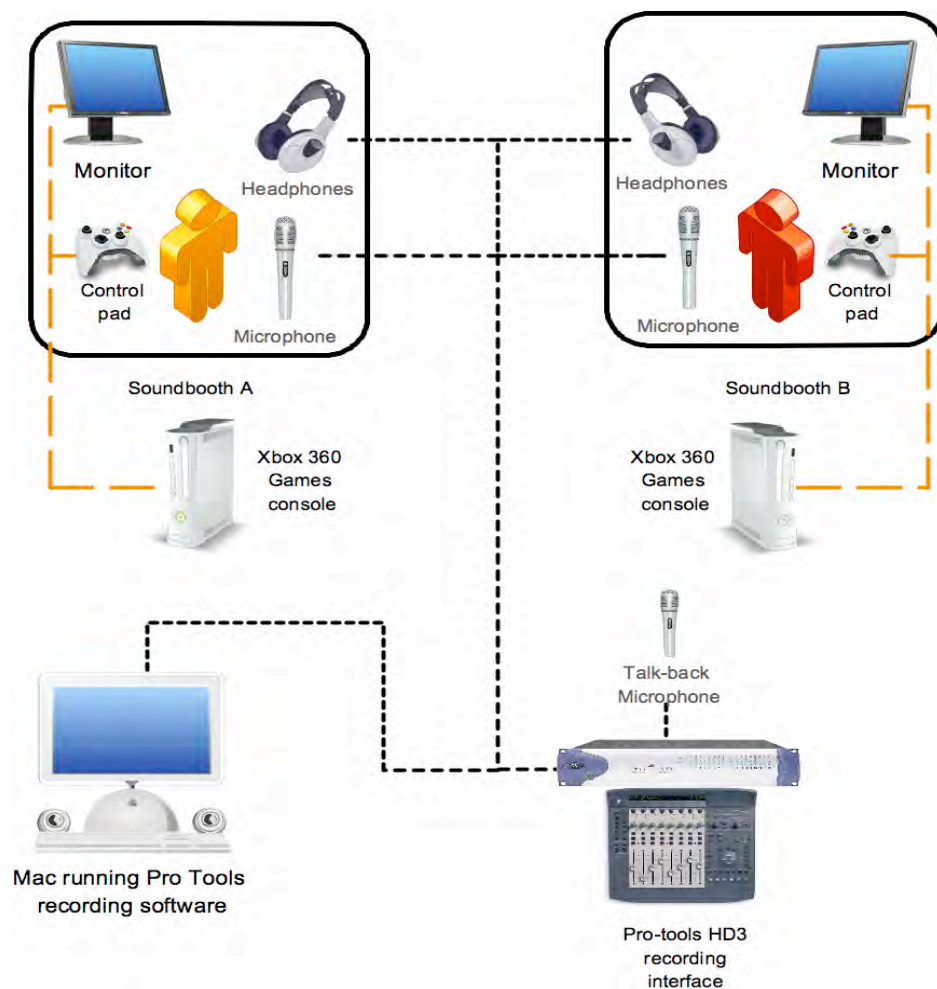 Monitor
Headphones
Control
pad
Microphone
Soundbooth A
Xbox 360
Games
console
Headphones
Monitor
Microphone
Control
pad
Soundbooth B
Xbox 360
Games
console
Talk-back
Microphone
Mac running Pro Tools
recording software
Pro-tools HD3
recording
interface